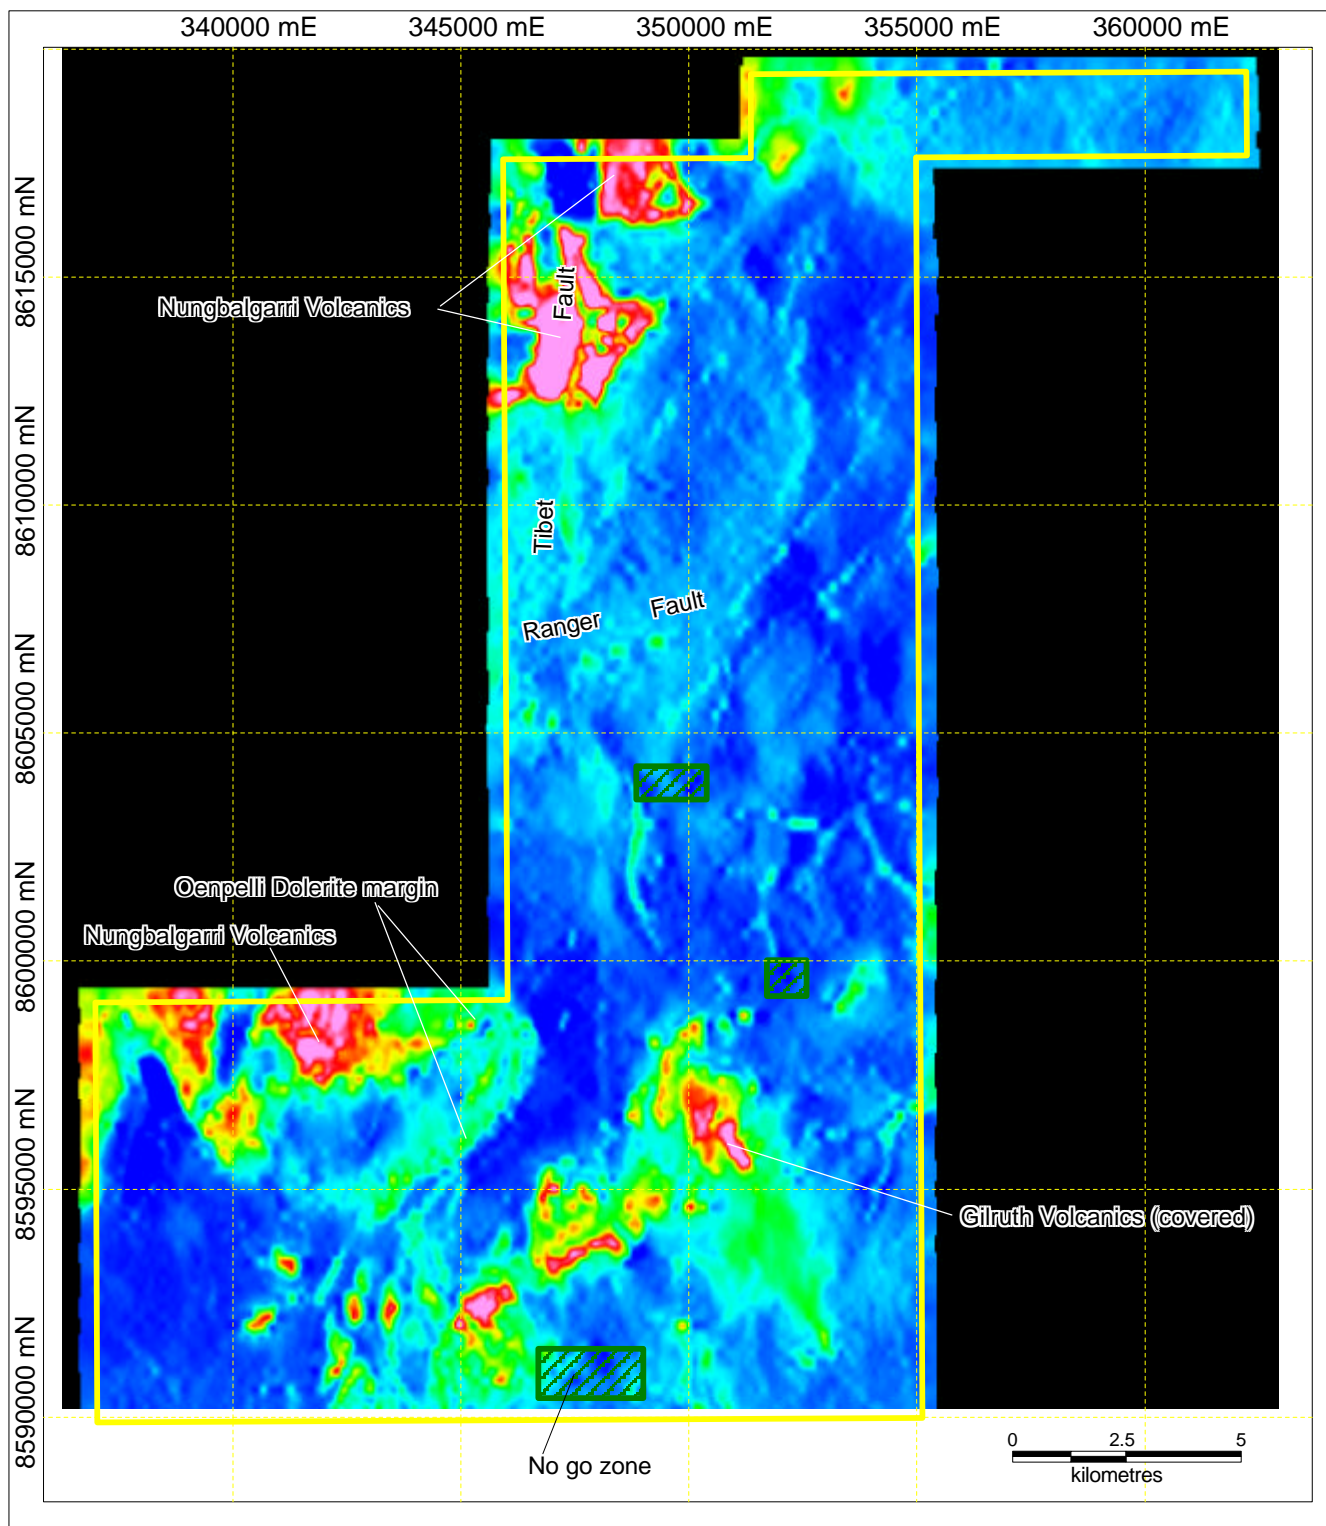 340000 mE 345000 mE 350000 mE 355000 mE 360000 mE
8615000 mN
Fault
Nungbalgarri Volcanics
8610000 mN
Tibet
Ranger Fault
8605000 mN
Oenpelli Dolerite margin
8600000 mN
Nungbalgarri Volcanics
8595000 mN
Gilruth Volcanics (covered)
8590000 mN
0 2.5 5
kilometres
No go zone